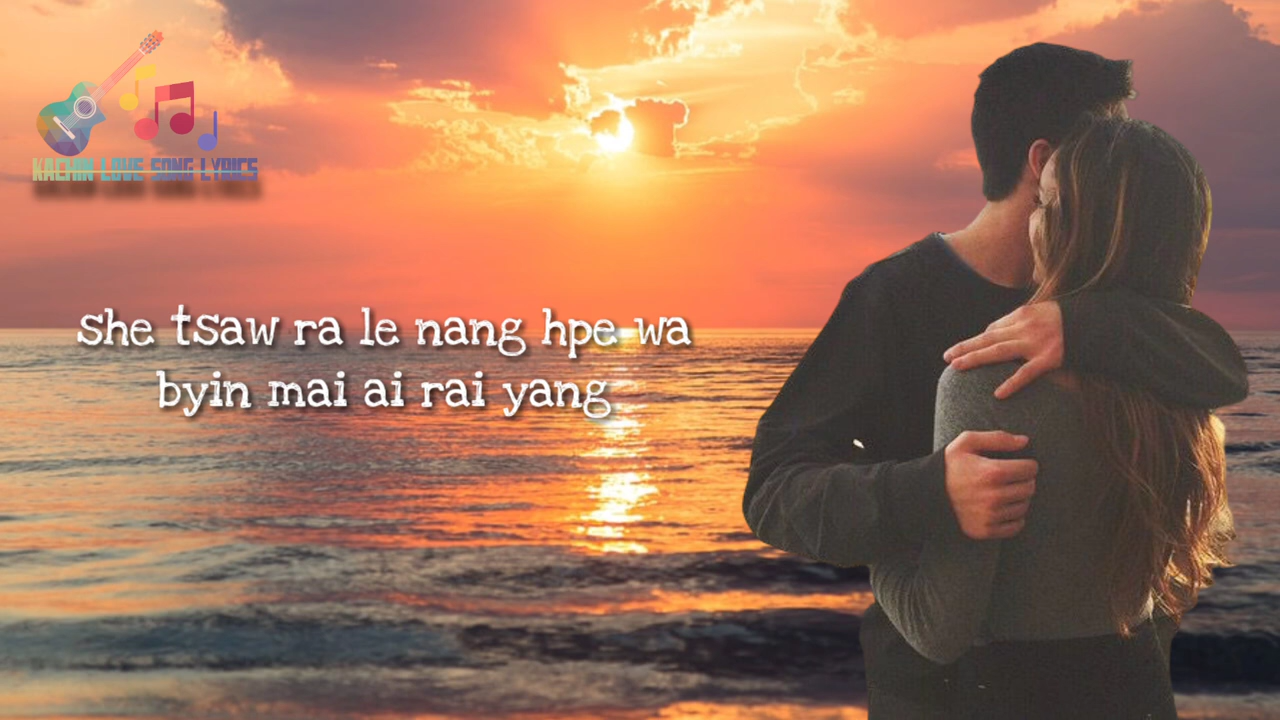 KACHIN LOVE SONG LYRICS
she tsaw ra le nang hpe wa
byin mai ai rai yang